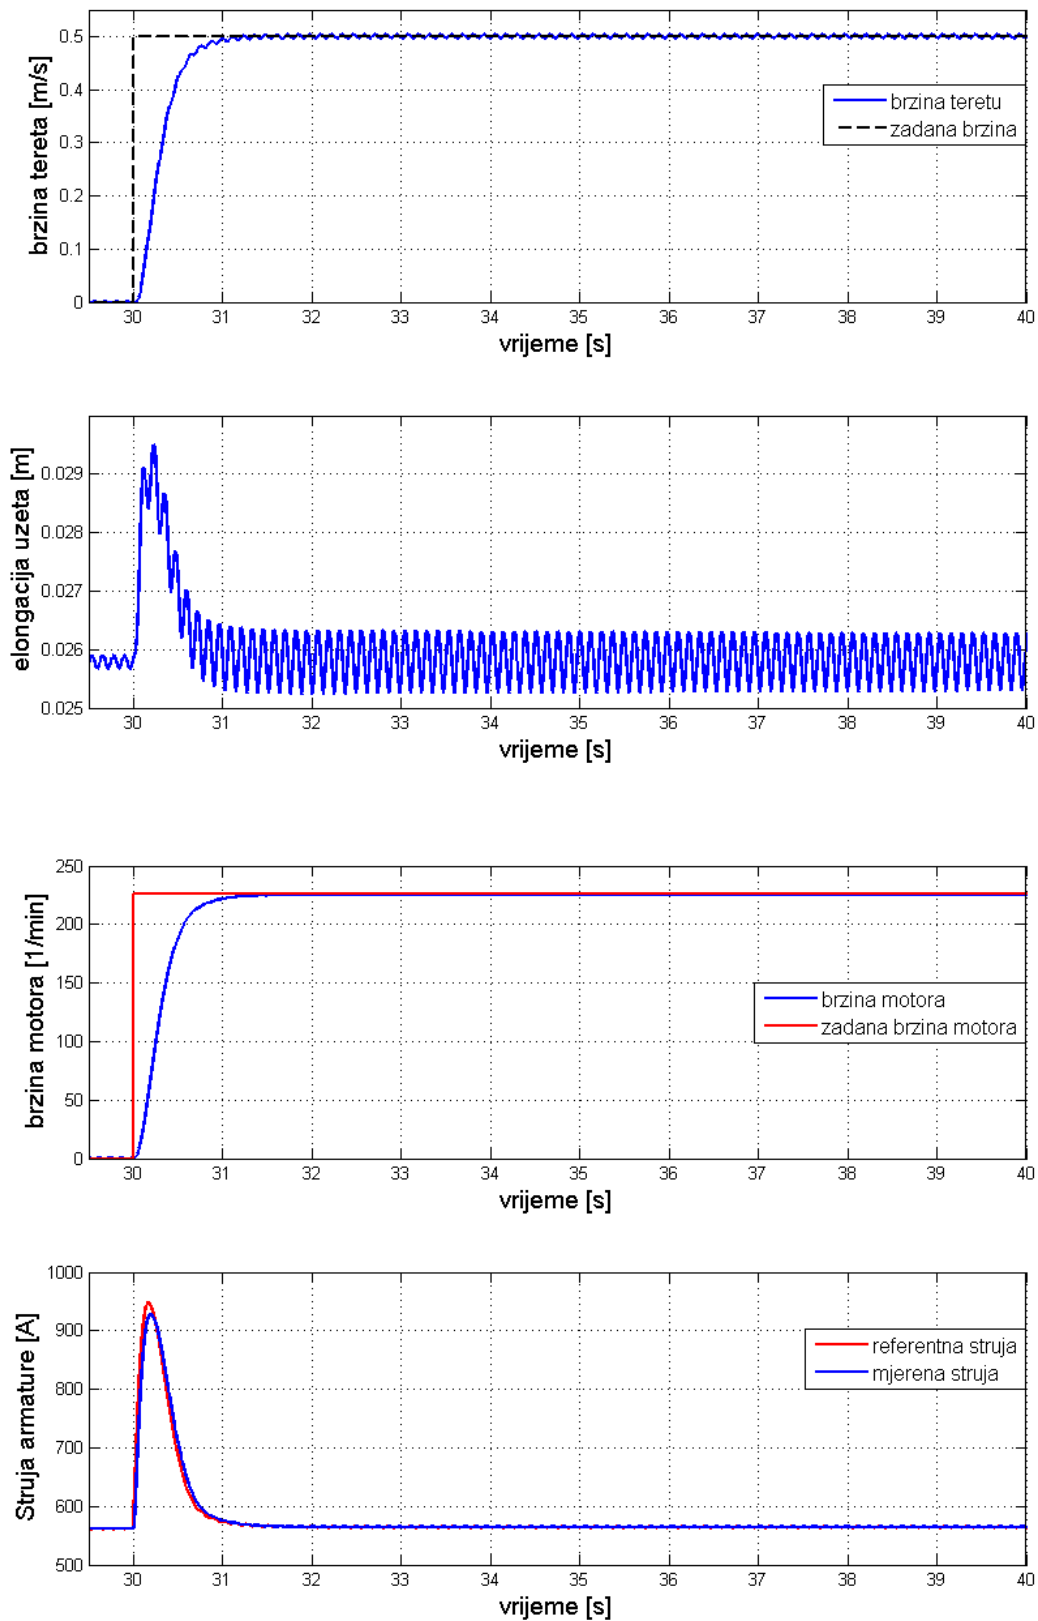 0.5
0.4
0.3
0.2
0.1
0
brzina tereta [m/s]
brzina teretu
zadana brzina
30 31 32 33 34 35 36 37 38 39 40
vrijeme [s]
0.029
0.028
0.027
0.026
0.025
elongacija uzeta [m]
30 31 32 33 34 35 36 37 38 39 40
vrijeme [s]
250
200
150
100
50
0
brzina motora [1/min]
brzina motora
zadana brzina motora
30 31 32 33 34 35 36 37 38 39 40
vrijeme [s]
1000
900
800
700
600
500
Struja armature [A]
referentna struja
mjerena struja
30 31 32 33 34 35 36 37 38 39 40
vrijeme [s]